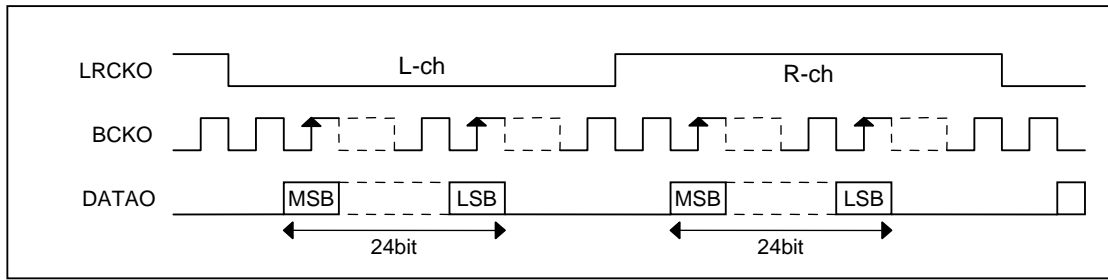 LRCKO
L-ch
R-ch
BCKO
DATAO
MSB
LSB
MSB
LSB
24bit
24bit